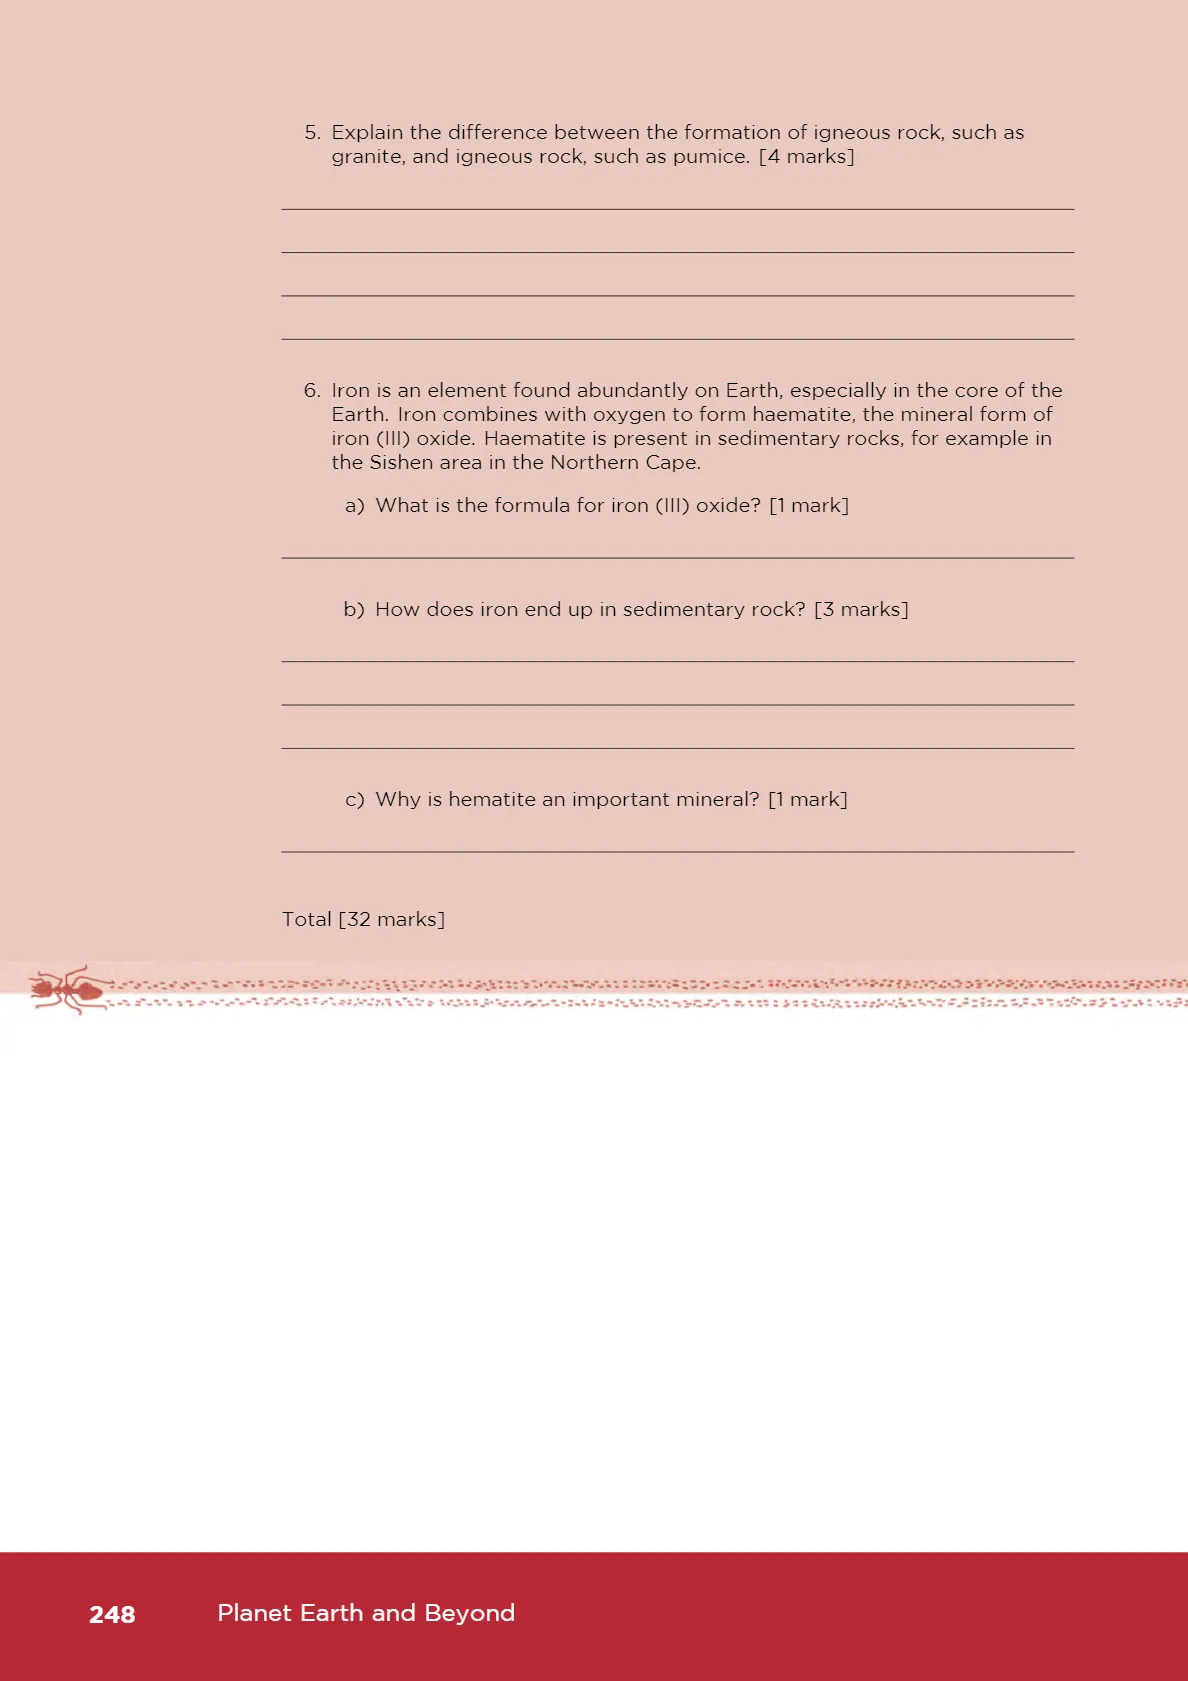 5. Explain the difference between the formation of igneous rock, such as
granite, and igneous rock, such as pumice. [4 marks]
6. Iron is an element found abundantly on Earth, especially in the core of the
Earth. Iron combines with oxygen to form haematite, the mineral form of
iron (III) oxide. Haematite is present in sedimentary rocks, for example in
the Sishen area in the Northern Cape.
a) What is the formula for iron (III) oxide? [1 mark]
b) How does iron end up in sedimentary rock? [3 marks]
c) Why is hematite an important mineral? [1 mark]
Total [32 marks]
248 Planet Earth and Beyond